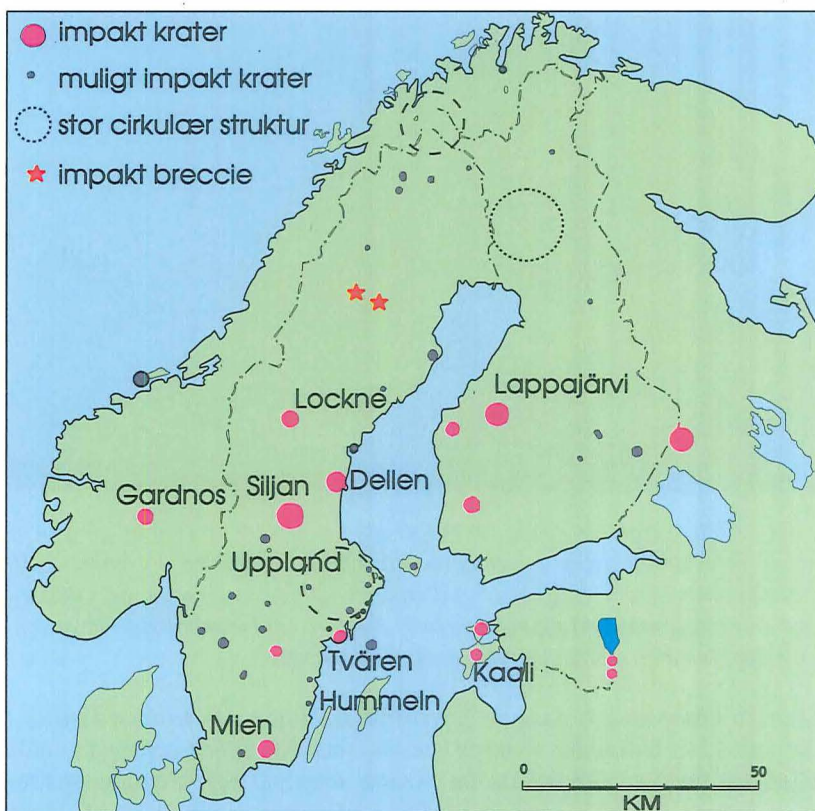 impakt krater
muligt impakt krater
stor cirkulær struktur
impakt breccie
Lockne
Lappajärvi
Dellen
Gardnos
Siljan
Uppland
Tvären
Kaali
Hummeln
Mien
0 50
KM